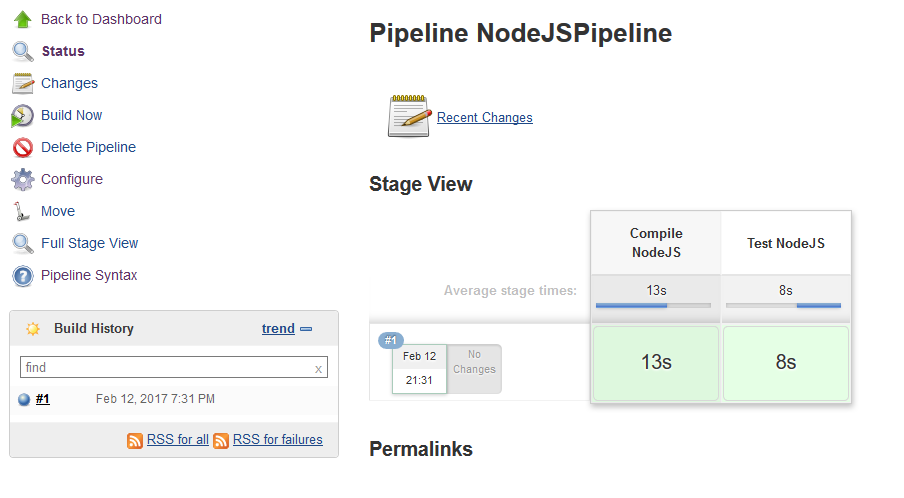 Back to Dashboard
Status
Changes
Build Now
Delete Pipeline
Configure
Move
Full Stage View
Pipeline Syntax
Build History trend
find x
#1 Feb 12, 2017 7:31 PM
RSS for all RSS for failures
Pipeline NodeJSPipeline
Recent Changes
Stage View
Compile
NodeJS
Test NodeJS
Average stage times: 13s 8s
#1
Feb 12
21:31
No
Changes
13s 8s
Permalinks